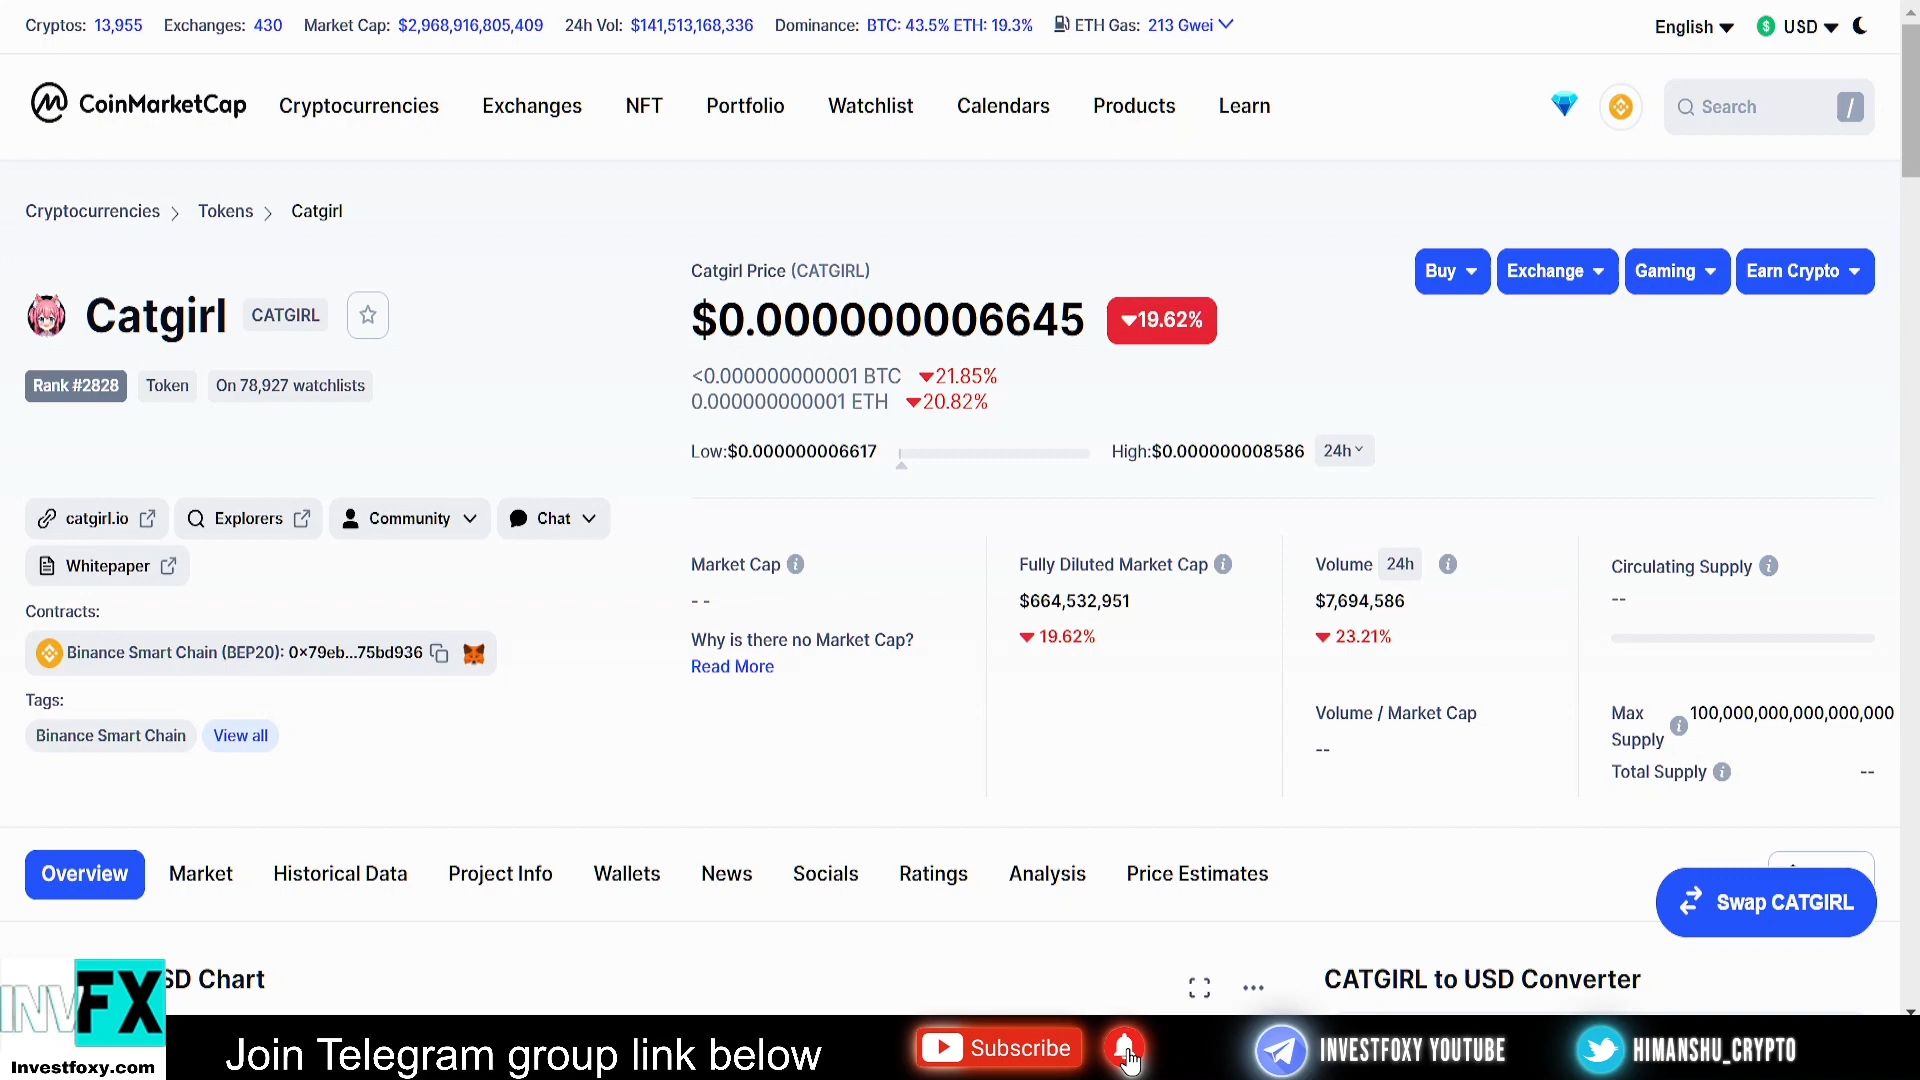 Cryptos: 13,955 Exchanges: 430 Market Cap: $2,968,916,805,409 24h Vol: $141,513,168,336 Dominance: BTC: 43.5% ETH: 19.3% ETH Gas: 213 Gwei English USD
CoinMarketCap Cryptocurrencies Exchanges NFT Portfolio Watchlist Calendars Products Learn Search /
Cryptocurrencies Tokens Catgirl
Catgirl CATGIRL
Rank #2828 Token On 78,927 watchlists
Catgirl Price (CATGIRL)
$0.000000006645 19.62%
<0.000000000001 BTC 21.85%
0.000000000001 ETH 20.82%
Low:$0.000000006617 High:$0.000000008586 24h
Buy Exchange Gaming Earn Crypto
catgirl.io Explorers Community Chat
Whitepaper
Contracts:
Binance Smart Chain (BEP20): 0x79eb...75bd936
Tags:
Binance Smart Chain View all
Market Cap
- -
Why is there no Market Cap?
Read More
Fully Diluted Market Cap
$664,532,951
19.62%
Volume 24h
$7,694,586
23.21%
Volume / Market Cap
--
Circulating Supply
--
Max Supply 100,000,000,000,000,000
Total Supply --
Overview Market Historical Data Project Info Wallets News Socials Ratings Analysis Price Estimates
Swap CATGIRL
SD Chart CATGIRL to USD Converter
INVFX
Investfoxy.com
Join Telegram group link below Subscribe INVESTFOXY YOUTUBE HIMANSHU_CRYPTO